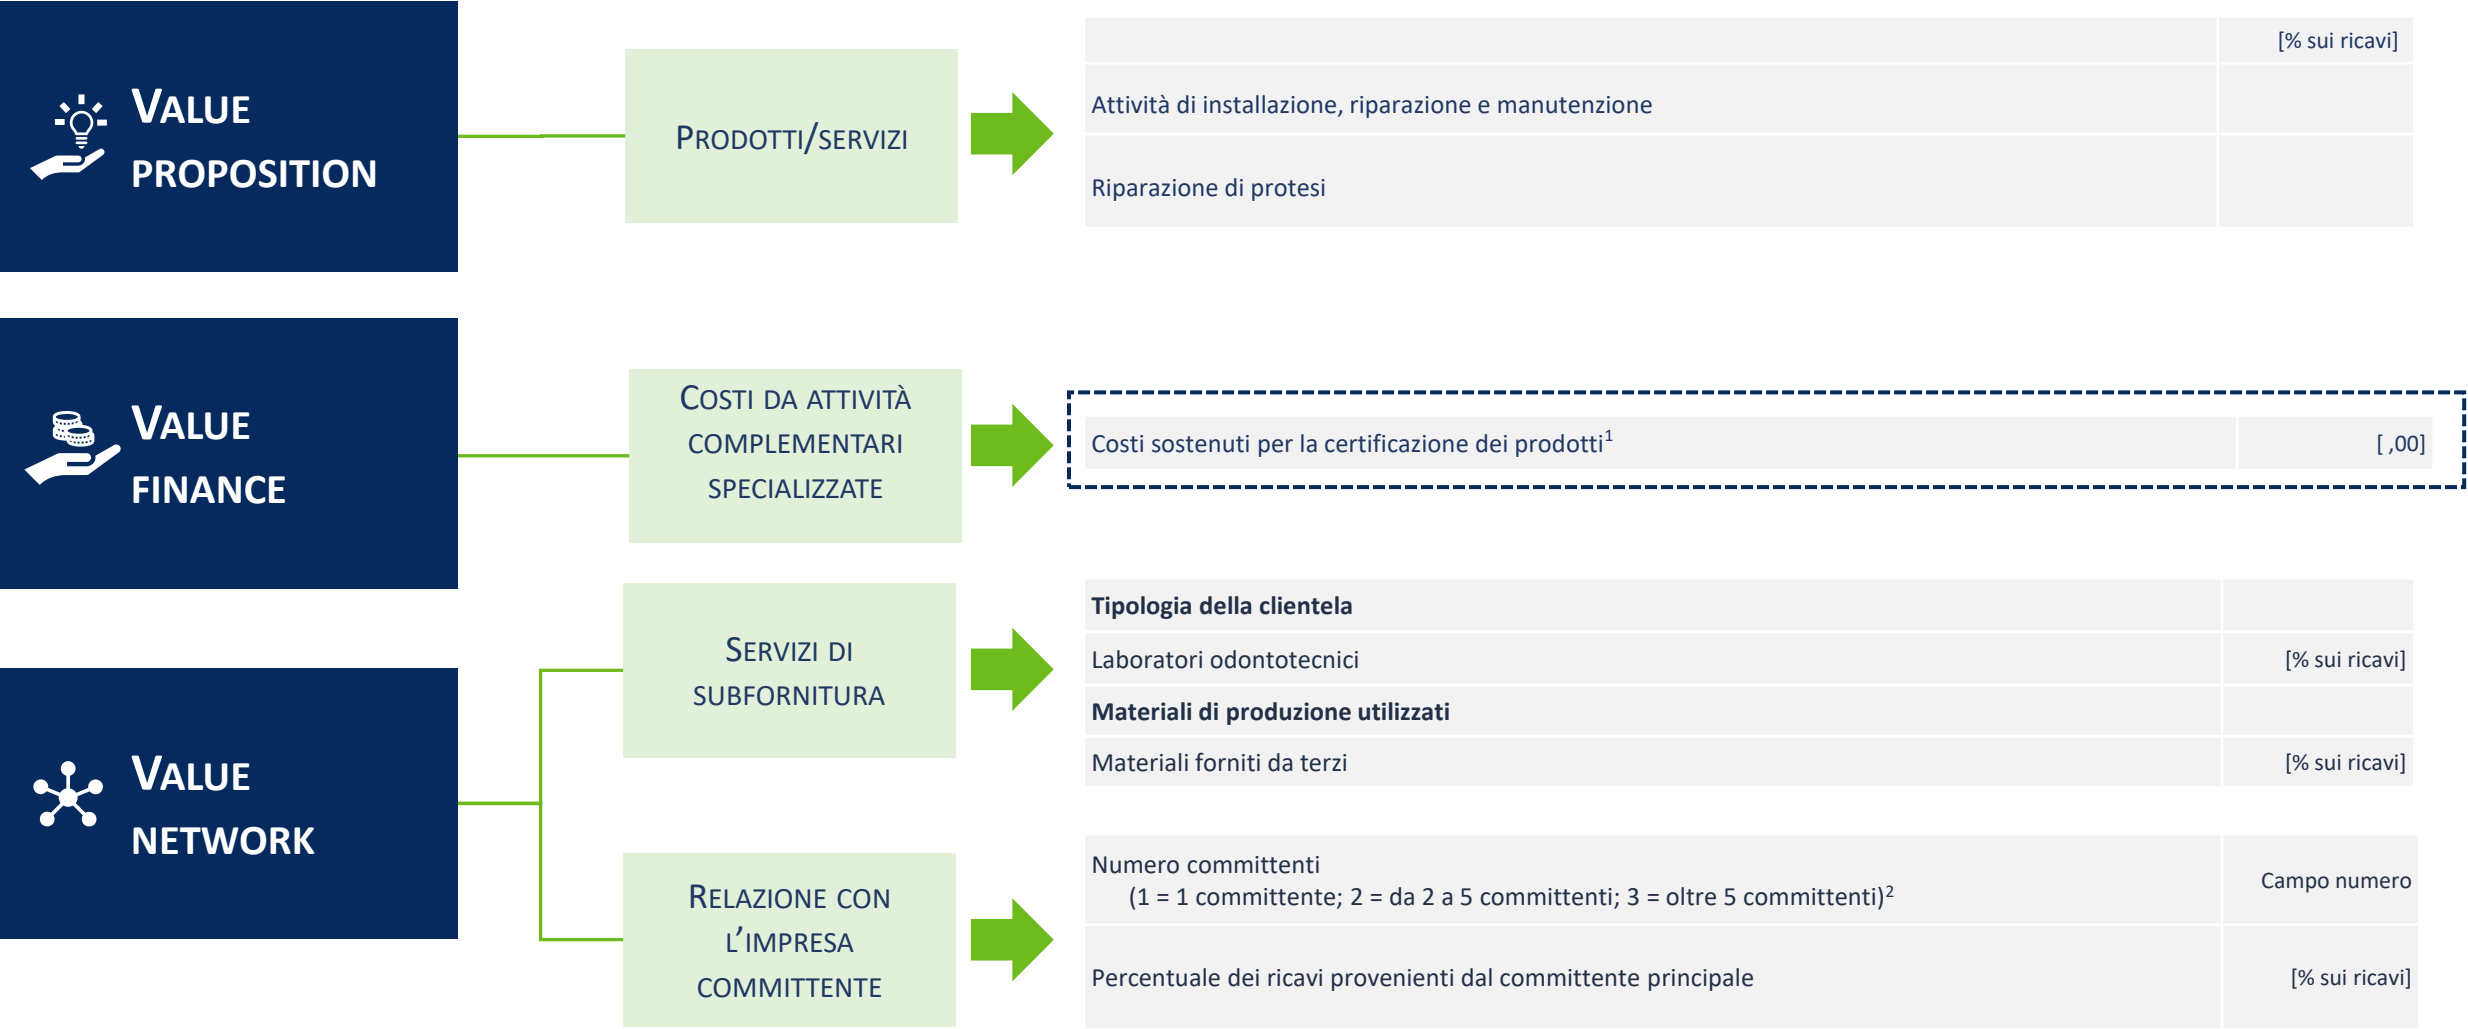 VALUE
PROPOSITION
PRODOTTI/SERVIZI
[% sui ricavi]
Attività di installazione, riparazione e manutenzione
Riparazione di protesi
VALUE
FINANCE
COSTI DA ATTIVITÀ
COMPLEMENTARI
SPECIALIZZATE
Costi sostenuti per la certificazione dei prodotti¹ [ ,00]
VALUE
NETWORK
SERVIZI DI
SUBFORNITURA
Tipologia della clientela
Laboratori odontotecnici [% sui ricavi]
Materiali di produzione utilizzati
Materiali forniti da terzi [% sui ricavi]
RELAZIONE CON
L'IMPRESA
COMMITTENTE
Numero committenti
(1 = 1 committente; 2 = da 2 a 5 committenti; 3 = oltre 5 committenti)² Campo numero
Percentuale dei ricavi provenienti dal committente principale [% sui ricavi]